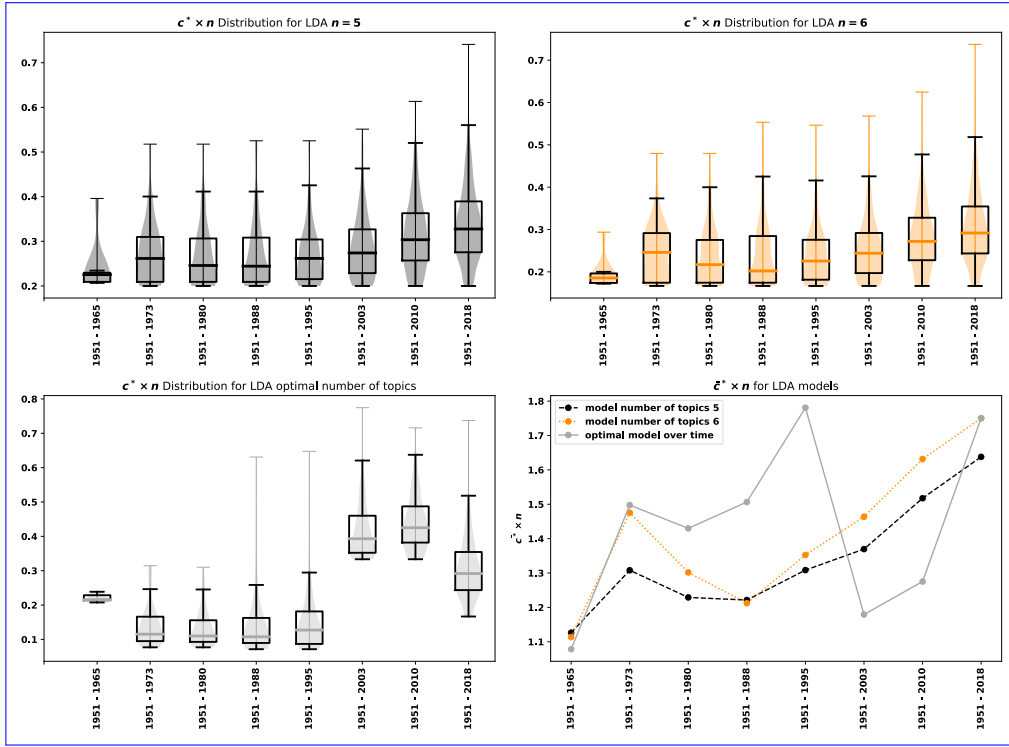 c* × n Distribution for LDA n = 5
0.7
0.6
0.5
0.4
0.3
0.2
1951 - 1965
1951 - 1973
1951 - 1980
1951 - 1988
1951 - 1995
1951 - 2003
1951 - 2010
1951 - 2018
c* × n Distribution for LDA n = 6
0.7
0.6
0.5
0.4
0.3
0.2
1951 - 1965
1951 - 1973
1951 - 1980
1951 - 1988
1951 - 1995
1951 - 2003
1951 - 2010
1951 - 2018
c* × n Distribution for LDA optimal number of topics
0.8
0.7
0.6
0.5
0.4
0.3
0.2
0.1
1951 - 1965
1951 - 1973
1951 - 1980
1951 - 1988
1951 - 1995
1951 - 2003
1951 - 2010
1951 - 2018
c̄* × n for LDA models
model number of topics 5
model number of topics 6
optimal model over time
c̄* × n
1.8
1.7
1.6
1.5
1.4
1.3
1.2
1.1
1951 - 1965
1951 - 1973
1951 - 1980
1951 - 1988
1951 - 1995
1951 - 2003
1951 - 2010
1951 - 2018